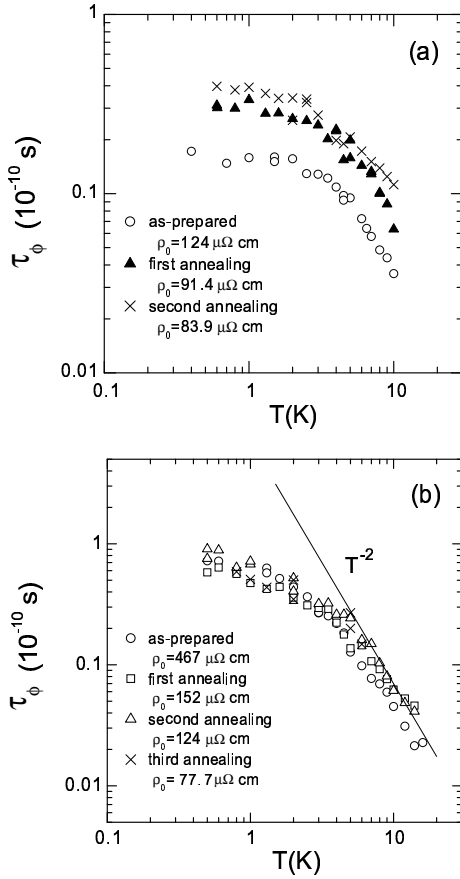 1
(a)
0.1
τϕ (10⁻¹⁰ s)
as-prepared
ρ₀=124 μΩ cm
first annealing
ρ₀=91.4 μΩ cm
second annealing
ρ₀=83.9 μΩ cm
0.01
0.1 1 10
T(K)
(b)
1
T⁻²
τϕ (10⁻¹⁰ s)
0.1
as-prepared
ρ₀=467 μΩ cm
first annealing
ρ₀=152 μΩ cm
second annealing
ρ₀=124 μΩ cm
third annealing
ρ₀=77.7 μΩ cm
0.01
0.1 1 10
T(K)